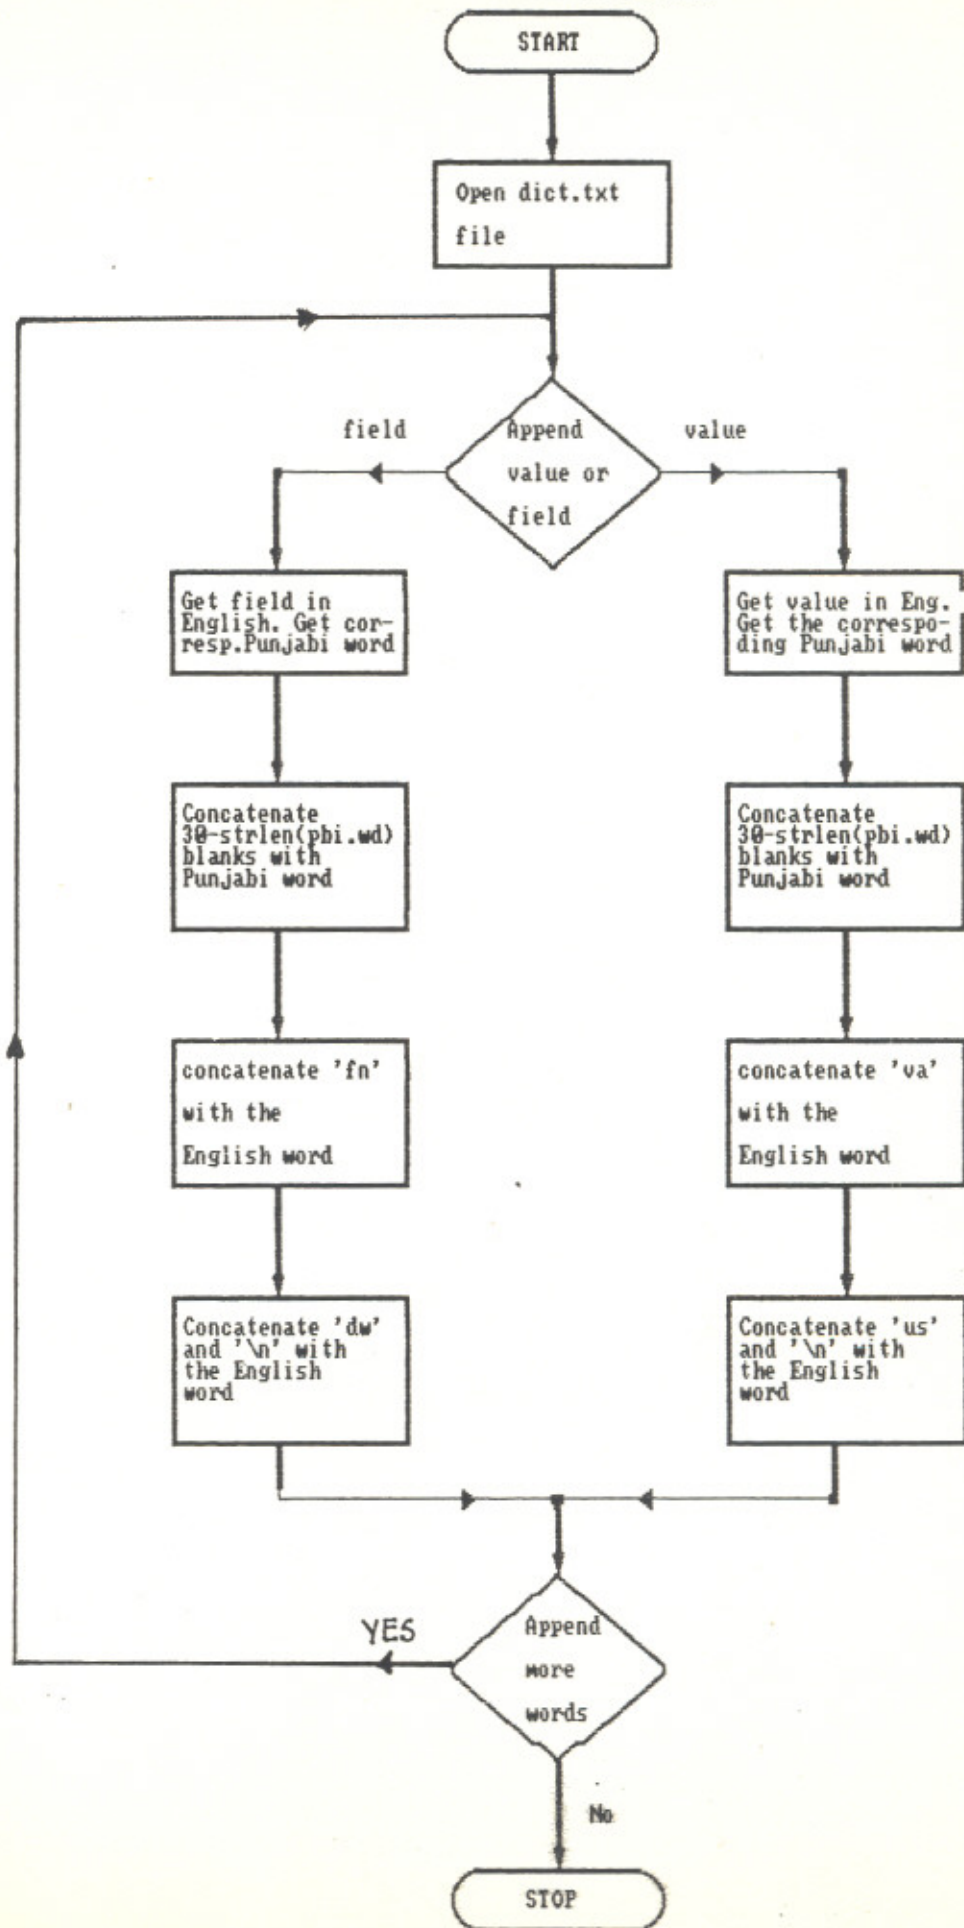 START
Open dict.txt
file
field
Append
value or
field
value
Get field in
English. Get cor-
resp.Punjabi word
Get value in Eng.
Get the correspo-
ding Punjabi word
Concatenate
30-strlen(pbi.wd)
blanks with
Punjabi word
Concatenate
30-strlen(pbi.wd)
blanks with
Punjabi word
concatenate 'fn'
with the
English word
concatenate 'va'
with the
English word
Concatenate 'dw'
and '\n' with
the English
word
Concatenate 'us'
and '\n' with
the English
word
YES
Append
more
words
No
STOP